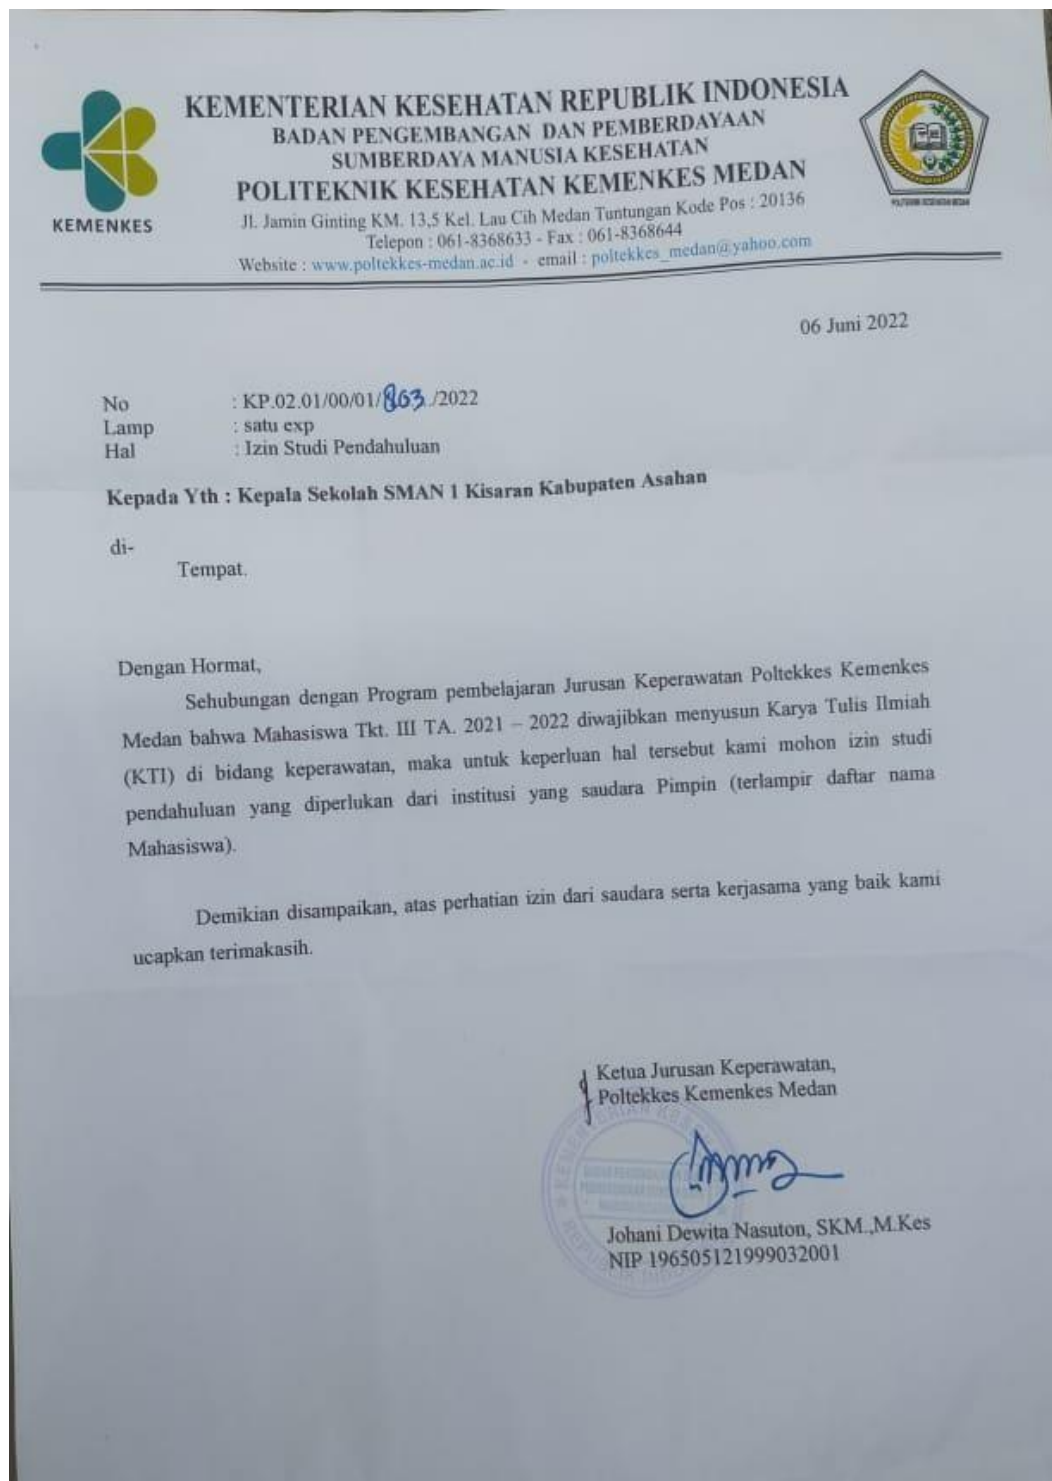 KEMENTERIAN KESEHATAN REPUBLIK INDONESIA
BADAN PENGEMBANGAN DAN PEMBERDAYAAN
SUMBERDAYA MANUSIA KESEHATAN
POLITEKNIK KESEHATAN KEMENKES MEDAN
Jl. Jamin Ginting KM. 13,5 Kel. Lau Cih Medan Tuntungan Kode Pos : 20136
Telepon : 061-8368633 - Fax : 061-8368644
Website : www.poltekkes-medan.ac.id - email : poltekkes_medan@yahoo.com
KEMENKES
POLITEKNIK KESEHATAN MEDAN
06 Juni 2022
No : KP.02.01/00/01/863./2022
Lamp : satu exp
Hal : Izin Studi Pendahuluan
Kepada Yth : Kepala Sekolah SMAN 1 Kisaran Kabupaten Asahan
di-
Tempat.
Dengan Hormat,
Sehubungan dengan Program pembelajaran Jurusan Keperawatan Poltekkes Kemenkes
Medan bahwa Mahasiswa Tkt. III TA. 2021 – 2022 diwajibkan menyusun Karya Tulis Ilmiah
(KTI) di bidang keperawatan, maka untuk keperluan hal tersebut kami mohon izin studi
pendahuluan yang diperlukan dari institusi yang saudara Pimpin (terlampir daftar nama
Mahasiswa).
Demikian disampaikan, atas perhatian izin dari saudara serta kerjasama yang baik kami
ucapkan terimakasih.
Ketua Jurusan Keperawatan,
Poltekkes Kemenkes Medan
Johani Dewita Nasuton, SKM.,M.Kes
NIP 196505121999032001